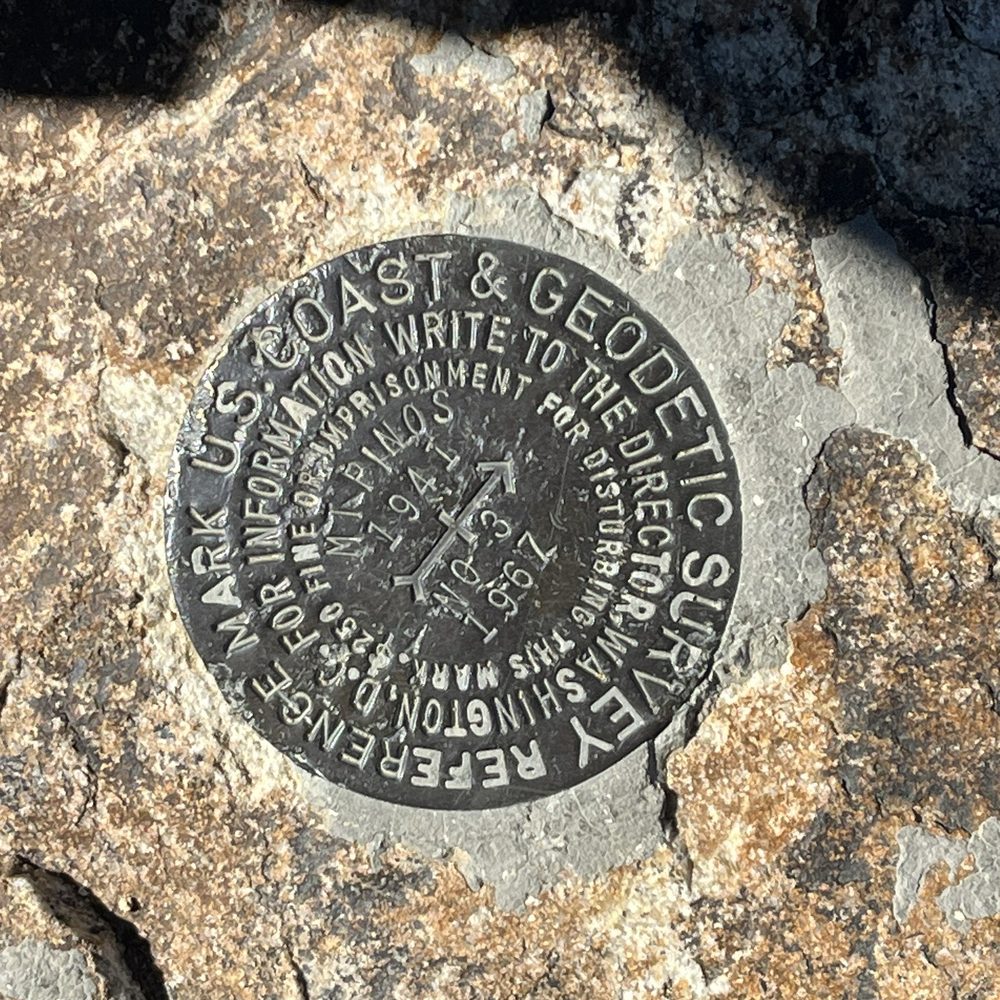 U.S. COAST & GEODETIC SURVEY REFERENCE MARK
FOR INFORMATION WRITE TO THE DIRECTOR, WASHINGTON, D.C.
$250 FINE OR IMPRISONMENT FOR DISTURBING THIS MARK.
PINOS
1941
NO 3
1967